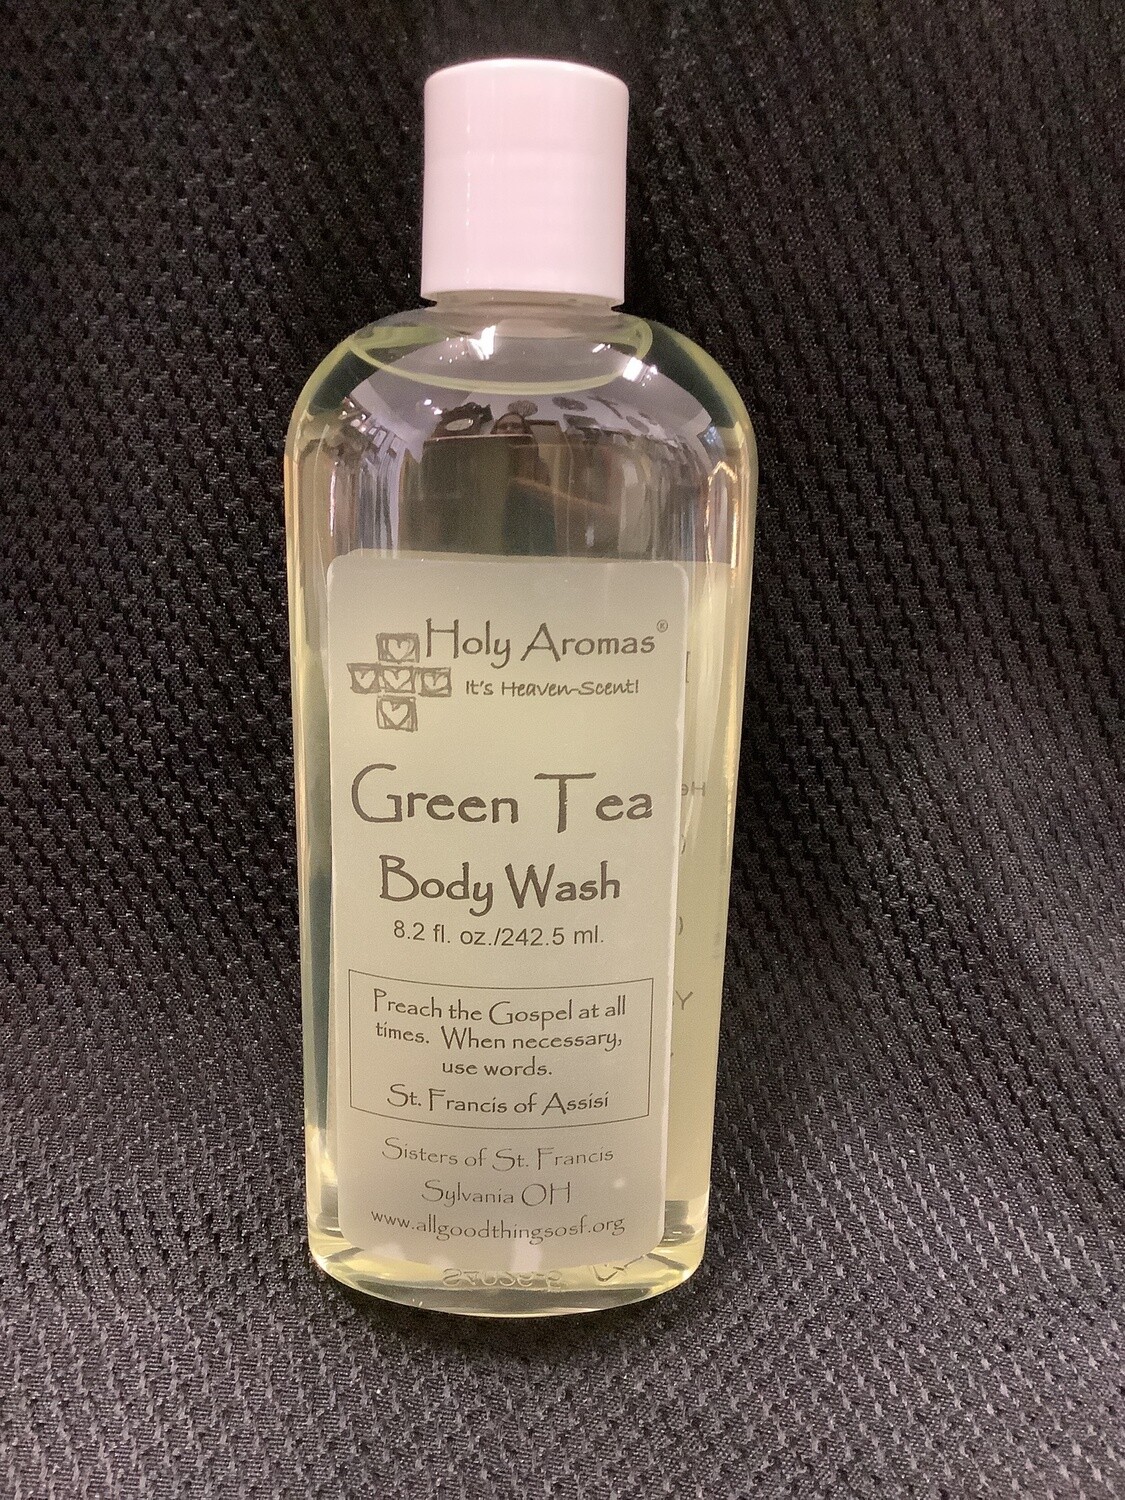 Holy Aromas®
It's Heaven-Scent!
Green Tea
Body Wash
8.2 fl. oz./242.5 ml.
Preach the Gospel at all
times. When necessary,
use words.
St. Francis of Assisi
Sisters of St. Francis
Sylvania OH
www.allgoodthingsosf.org